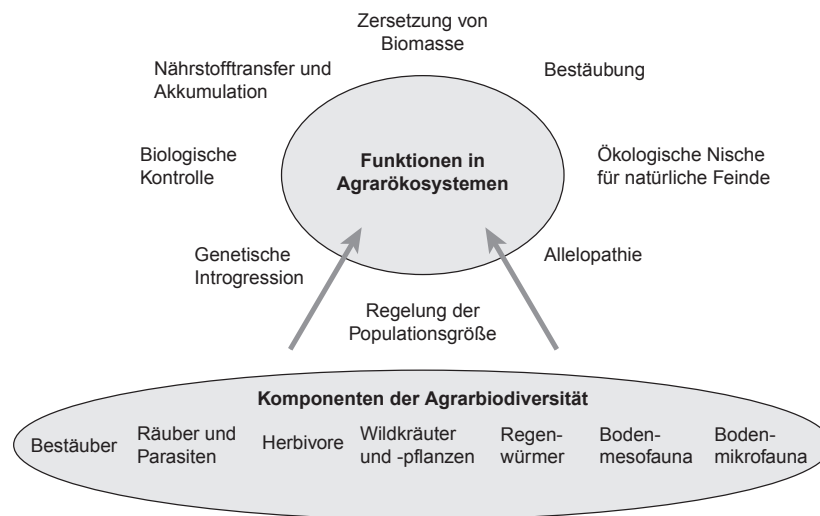 Zersetzung von
Biomasse
Nährstofftransfer und
Akkumulation
Bestäubung
Biologische
Kontrolle
Funktionen in
Agrarökosystemen
Ökologische Nische
für natürliche Feinde
Genetische
Introgression
Allelopathie
Regelung der
Populationsgröße
Komponenten der Agrarbiodiversität
Bestäuber
Räuber und
Parasiten
Herbivore
Wildkräuter
und -pflanzen
Regen-
würmer
Boden-
mesofauna
Boden-
mikrofauna